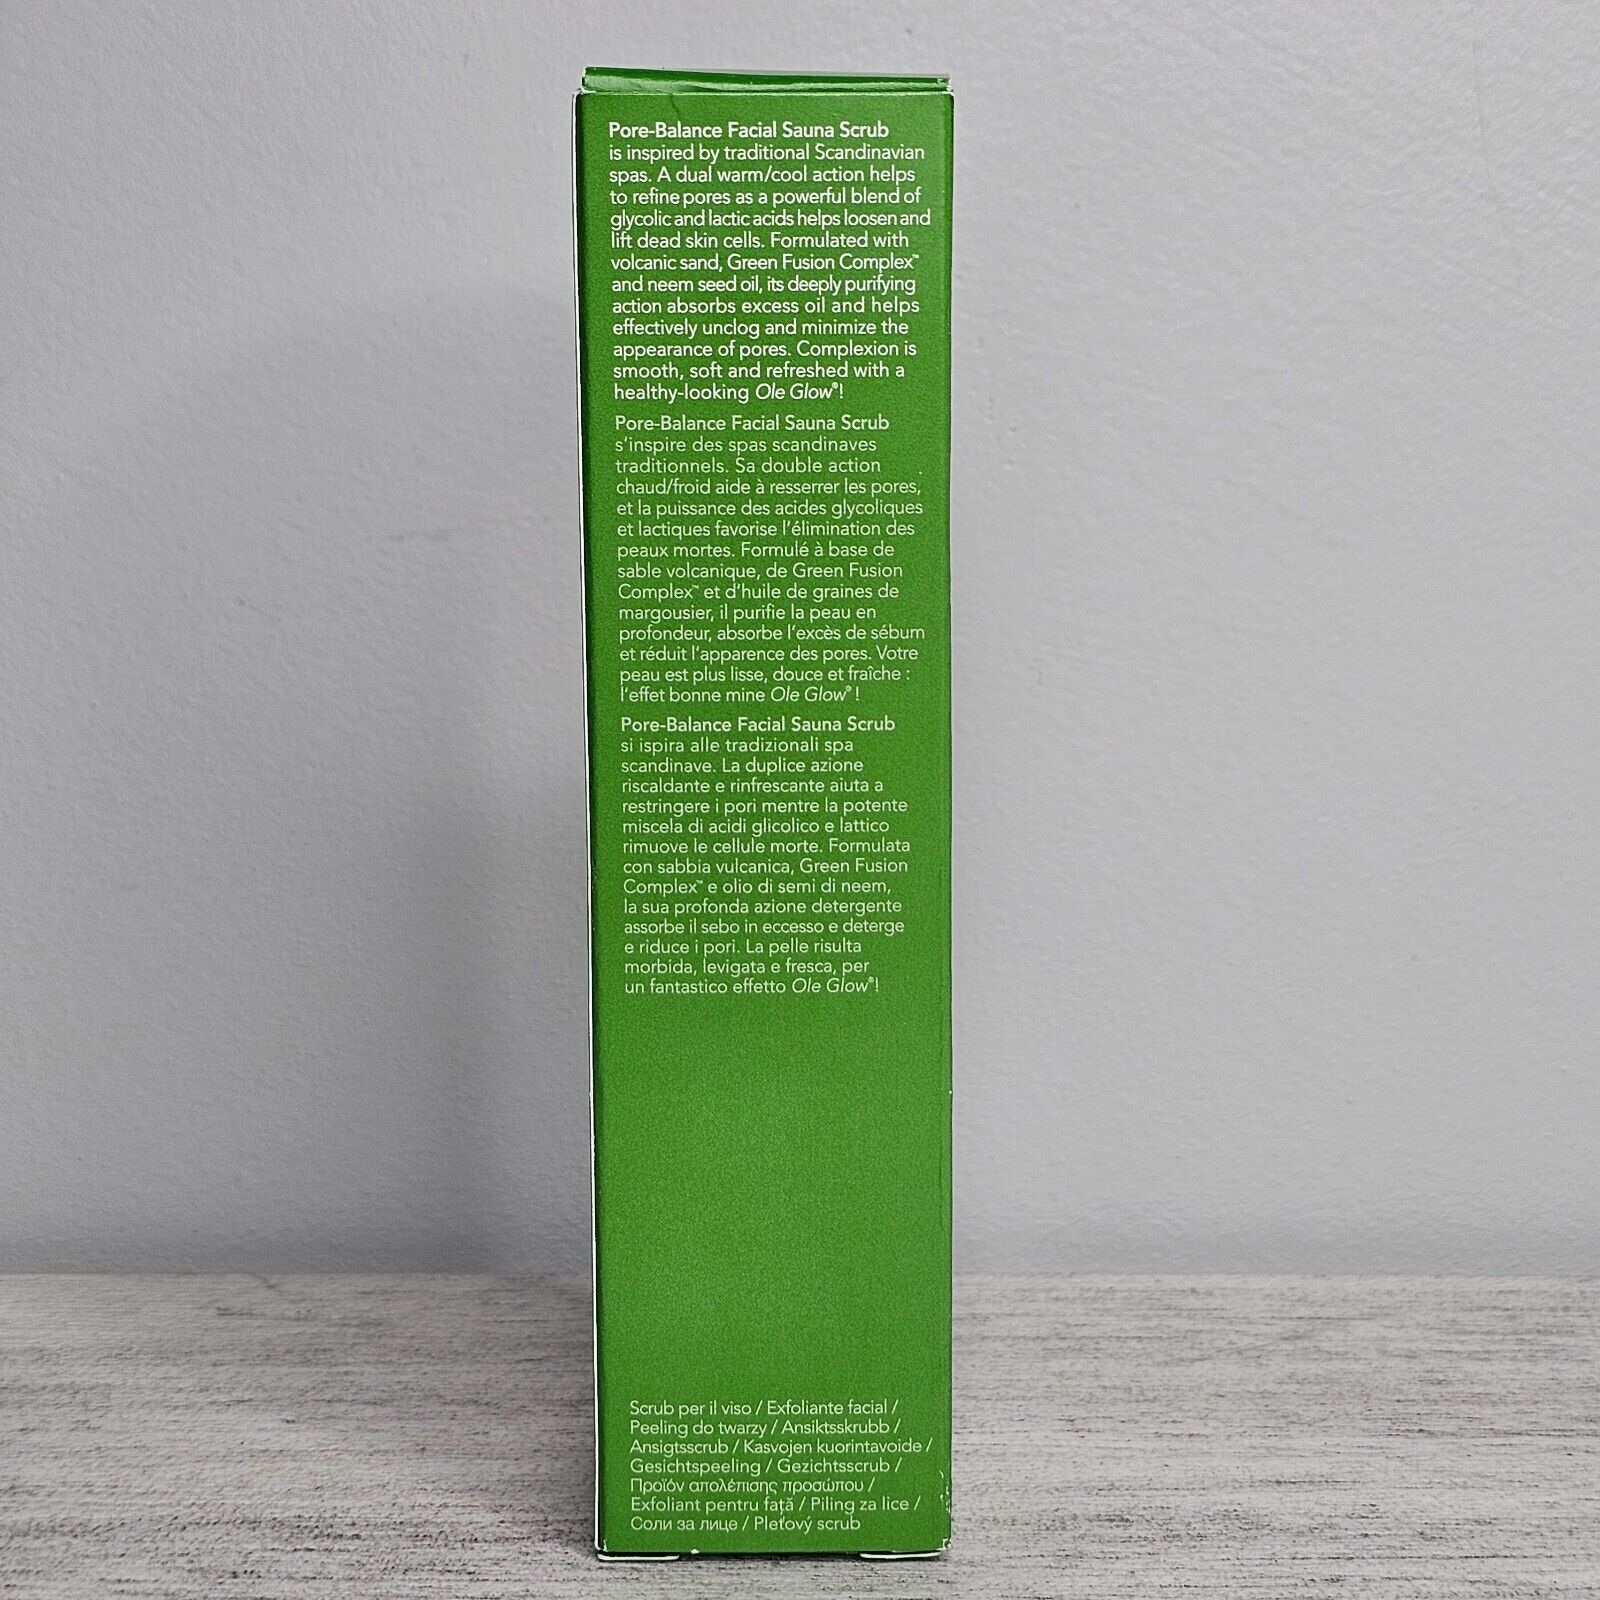 Pore-Balance Facial Sauna Scrub
is inspired by traditional Scandinavian
spas. A dual warm/cool action helps
to refine pores as a powerful blend of
glycolic and lactic acids helps loosen and
lift dead skin cells. Formulated with
volcanic sand, Green Fusion Complex™
and neem seed oil, its deeply purifying
action absorbs excess oil and helps
effectively unclog and minimize the
appearance of pores. Complexion is
smooth, soft and refreshed with a
healthy-looking Ole Glow®!
Pore-Balance Facial Sauna Scrub
s'inspire des spas scandinaves
traditionnels. Sa double action
chaud/froid aide à resserrer les pores,
et la puissance des acides glycoliques
et lactiques favorise l'élimination des
peaux mortes. Formulé à base de
sable volcanique, de Green Fusion
Complex™ et d'huile de graines de
margousier, il purifie la peau en
profondeur, absorbe l'excès de sébum
et réduit l'apparence des pores. Votre
peau est plus lisse, douce et fraîche :
l'effet bonne mine Ole Glow® !
Pore-Balance Facial Sauna Scrub
si ispira alle tradizionali spa
scandinave. La duplice azione
riscaldante e rinfrescante aiuta a
restringere i pori mentre la potente
miscela di acidi glicolico e lattico
rimuove le cellule morte. Formulata
con sabbia vulcanica, Green Fusion
Complex™ e olio di semi di neem,
la sua profonda azione detergente
assorbe il sebo in eccesso e deterge
e riduce i pori. La pelle risulta
morbida, levigata e fresca, per
un fantastico effetto Ole Glow®!
Scrub per il viso / Exfoliante facial /
Peeling do twarzy / Ansiktsskrubb /
Ansigtsscrub / Kasvojen kuorintavoide /
Gesichtspeeling / Gezichtsscrub /
Προϊόν απολέπισης προσώπου /
Exfoliant pentru față / Piling za lice /
Соли за лице / Pleťový scrub